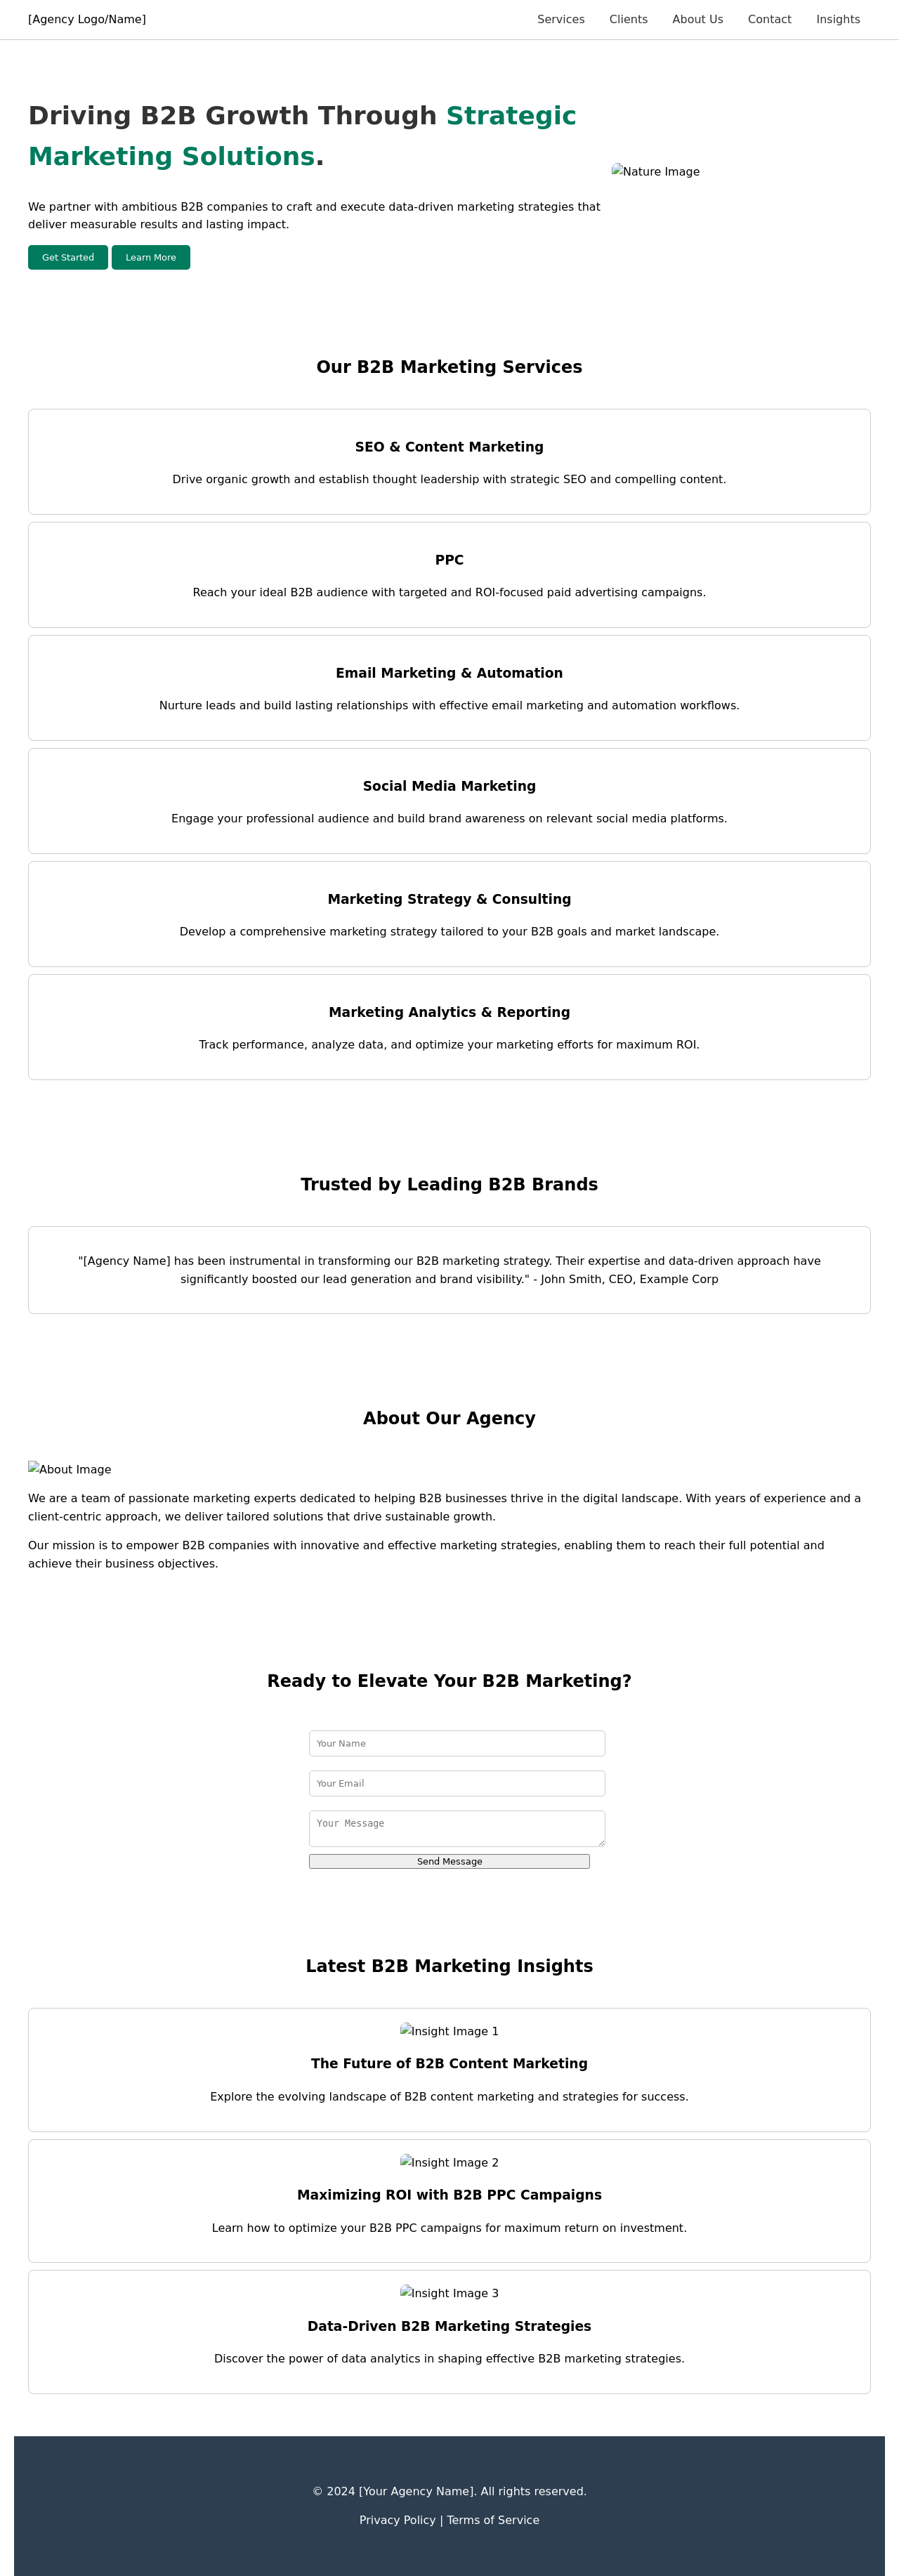 [Agency Logo/Name]
Services Clients About Us Contact Insights
Driving B2B Growth Through Strategic
Marketing Solutions.
Nature Image
We partner with ambitious B2B companies to craft and execute data-driven marketing strategies that
deliver measurable results and lasting impact.
Get Started Learn More
Our B2B Marketing Services
SEO & Content Marketing
Drive organic growth and establish thought leadership with strategic SEO and compelling content.
PPC
Reach your ideal B2B audience with targeted and ROI-focused paid advertising campaigns.
Email Marketing & Automation
Nurture leads and build lasting relationships with effective email marketing and automation workflows.
Social Media Marketing
Engage your professional audience and build brand awareness on relevant social media platforms.
Marketing Strategy & Consulting
Develop a comprehensive marketing strategy tailored to your B2B goals and market landscape.
Marketing Analytics & Reporting
Track performance, analyze data, and optimize your marketing efforts for maximum ROI.
Trusted by Leading B2B Brands
"[Agency Name] has been instrumental in transforming our B2B marketing strategy. Their expertise and data-driven approach have
significantly boosted our lead generation and brand visibility." - John Smith, CEO, Example Corp
About Our Agency
About Image
We are a team of passionate marketing experts dedicated to helping B2B businesses thrive in the digital landscape. With years of experience and a
client-centric approach, we deliver tailored solutions that drive sustainable growth.
Our mission is to empower B2B companies with innovative and effective marketing strategies, enabling them to reach their full potential and
achieve their business objectives.
Ready to Elevate Your B2B Marketing?
Your Name
Your Email
Your Message
Send Message
Latest B2B Marketing Insights
Insight Image 1
The Future of B2B Content Marketing
Explore the evolving landscape of B2B content marketing and strategies for success.
Insight Image 2
Maximizing ROI with B2B PPC Campaigns
Learn how to optimize your B2B PPC campaigns for maximum return on investment.
Insight Image 3
Data-Driven B2B Marketing Strategies
Discover the power of data analytics in shaping effective B2B marketing strategies.
© 2024 [Your Agency Name]. All rights reserved.
Privacy Policy | Terms of Service